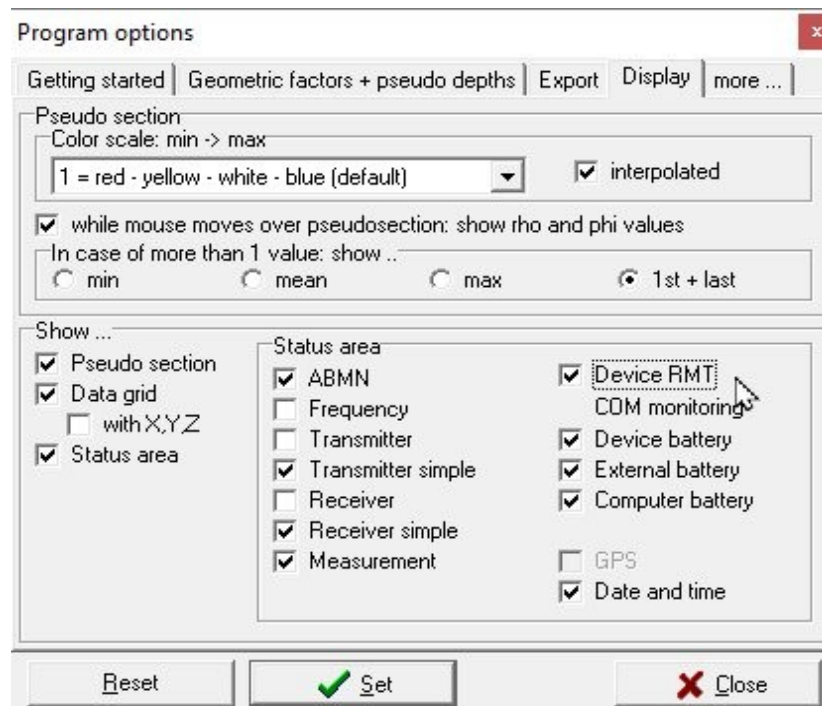 Program options
Getting started Geometric factors + pseudo depths Export Display more ...
Pseudo section
Color scale: min -> max
1 = red - yellow - white - blue (default) interpolated
while mouse moves over pseudosection: show rho and phi values
In case of more than 1 value: show ..
min mean max 1st + last
Show ...
Pseudo section
Data grid
with X,Y,Z
Status area
Status area
ABMN
Frequency
Transmitter
Transmitter simple
Receiver
Receiver simple
Measurement
Device RMT
COM monitoring
Device battery
External battery
Computer battery
GPS
Date and time
Reset Set Close